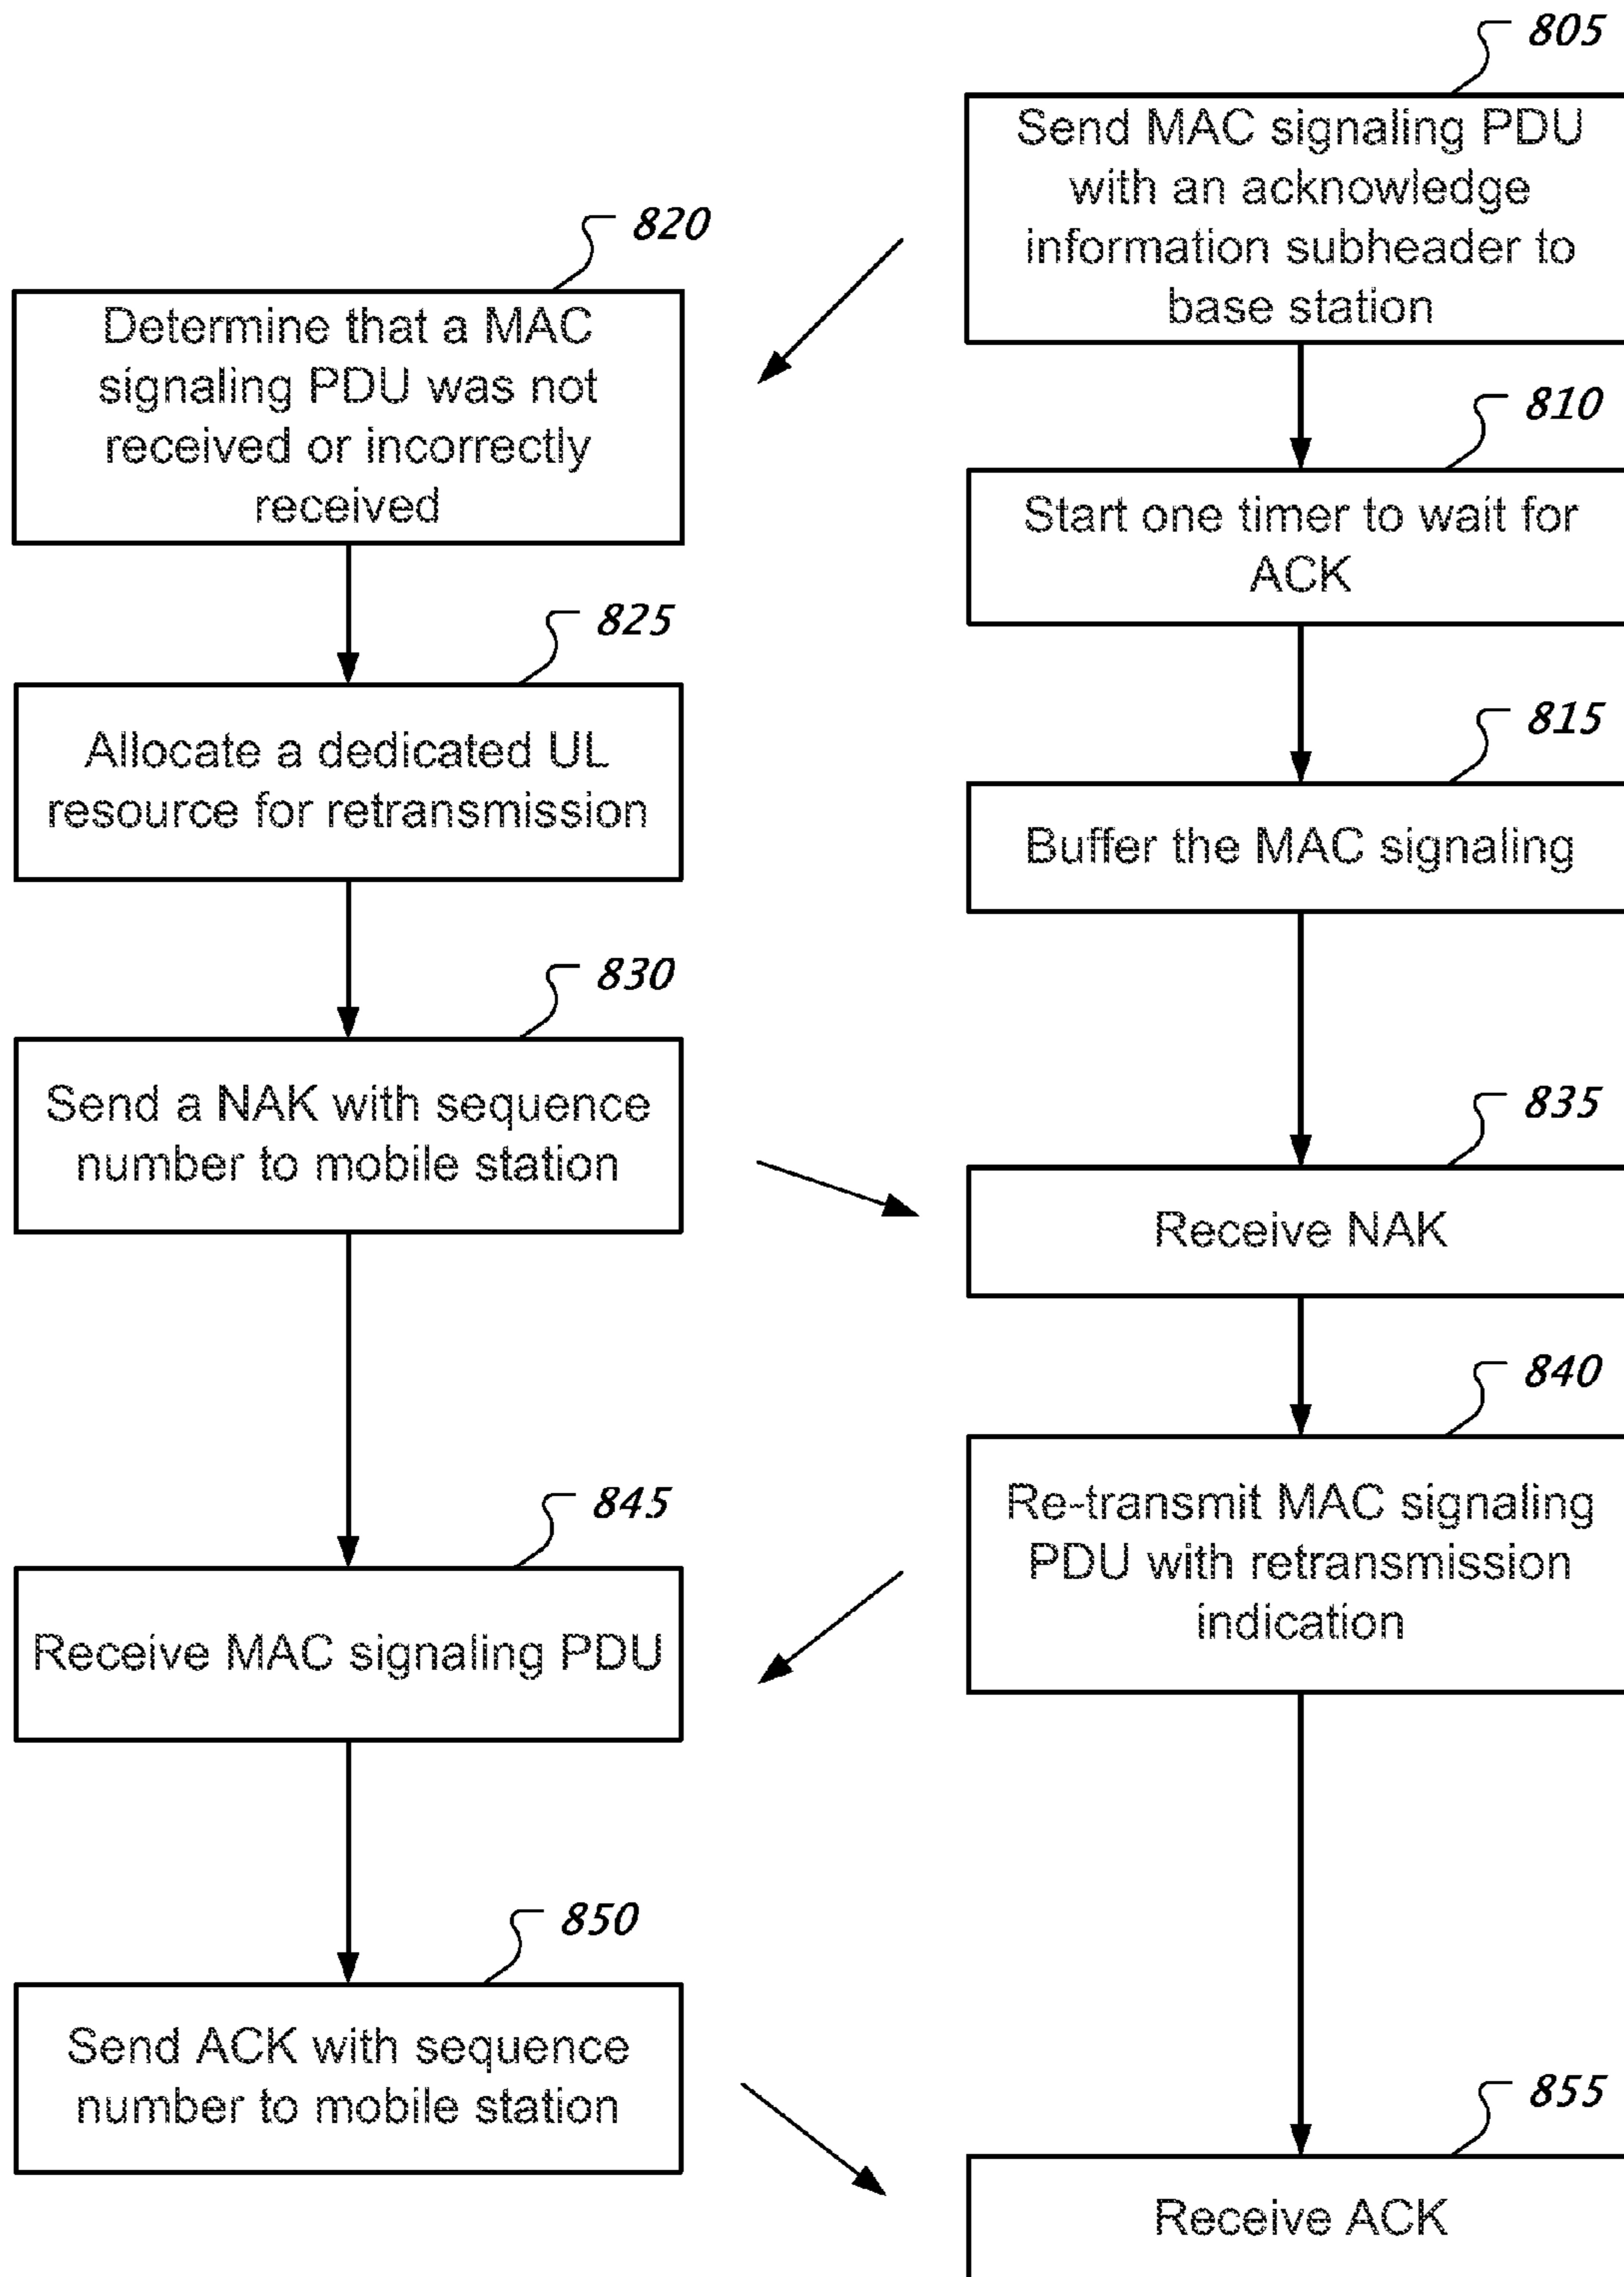 805
Send MAC signaling PDU
with an acknowledge
information subheader to
base station
820
Determine that a MAC
signaling PDU was not
received or incorrectly
received
810
Start one timer to wait for
ACK
825
Allocate a dedicated UL
resource for retransmission
815
Buffer the MAC signaling
830
Send a NAK with sequence
number to mobile station
835
Receive NAK
840
Re-transmit MAC signaling
PDU with retransmission
indication
845
Receive MAC signaling PDU
850
Send ACK with sequence
number to mobile station
855
Receive ACK